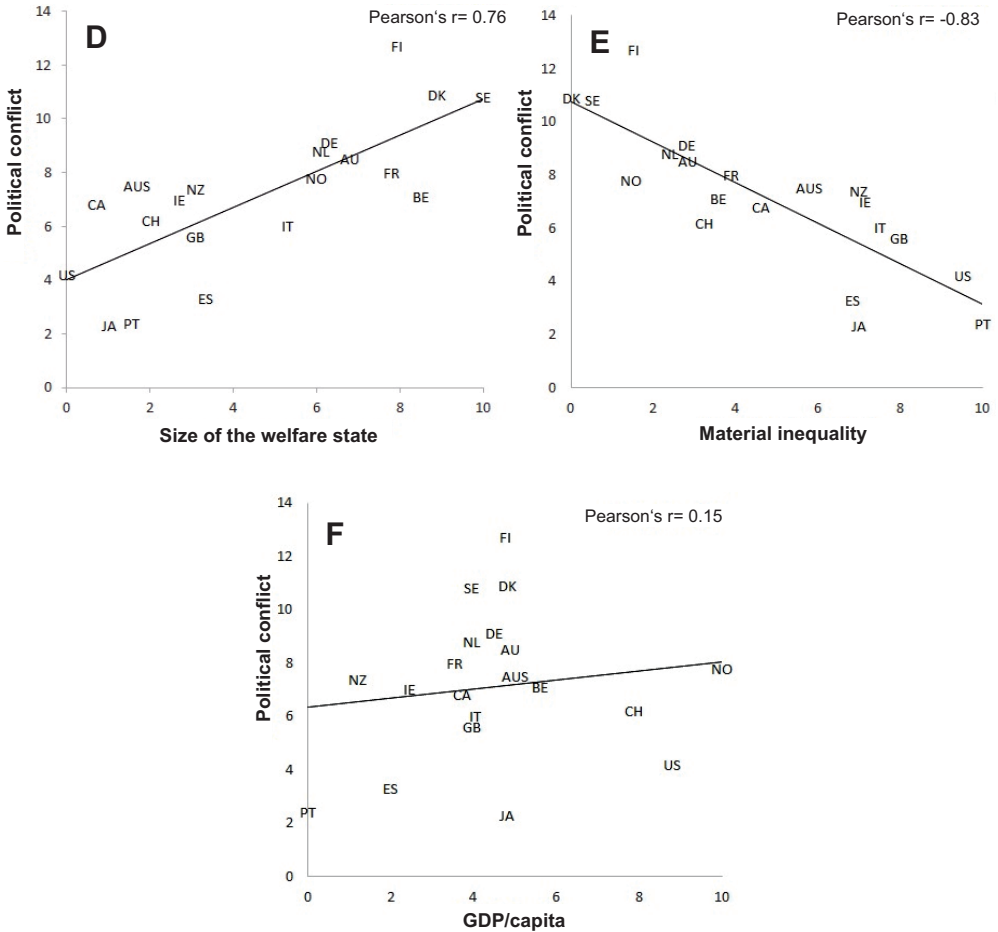 Pearson‘s r= 0.76
D
Political conflict
14
12
10
8
6
4
2
0
FI
DK
SE
DE
NL
AU
NO
FR
BE
AUS
NZ
CA
IE
CH
GB
IT
US
ES
JA
PT
0 2 4 6 8 10
Size of the welfare state
Pearson‘s r= -0.83
E
Political conflict
14
12
10
8
6
4
2
0
FI
DK
SE
DE
NL
AU
NO
FR
BE
CA
CH
AUS
NZ
IE
IT
GB
US
ES
JA
PT
0 2 4 6 8 10
Material inequality
Pearson‘s r= 0.15
F
Political conflict
14
12
10
8
6
4
2
0
FI
SE
DK
DE
NL
AU
FR
NO
NZ
AUS
IE
CA
BE
IT
GB
CH
US
ES
PT
JA
0 2 4 6 8 10
GDP/capita